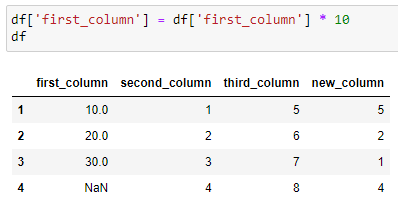 df['first_column'] = df['first_column'] * 10
df
first_column second_column third_column new_column
1 10.0 1 5 5
2 20.0 2 6 2
3 30.0 3 7 1
4 NaN 4 8 4